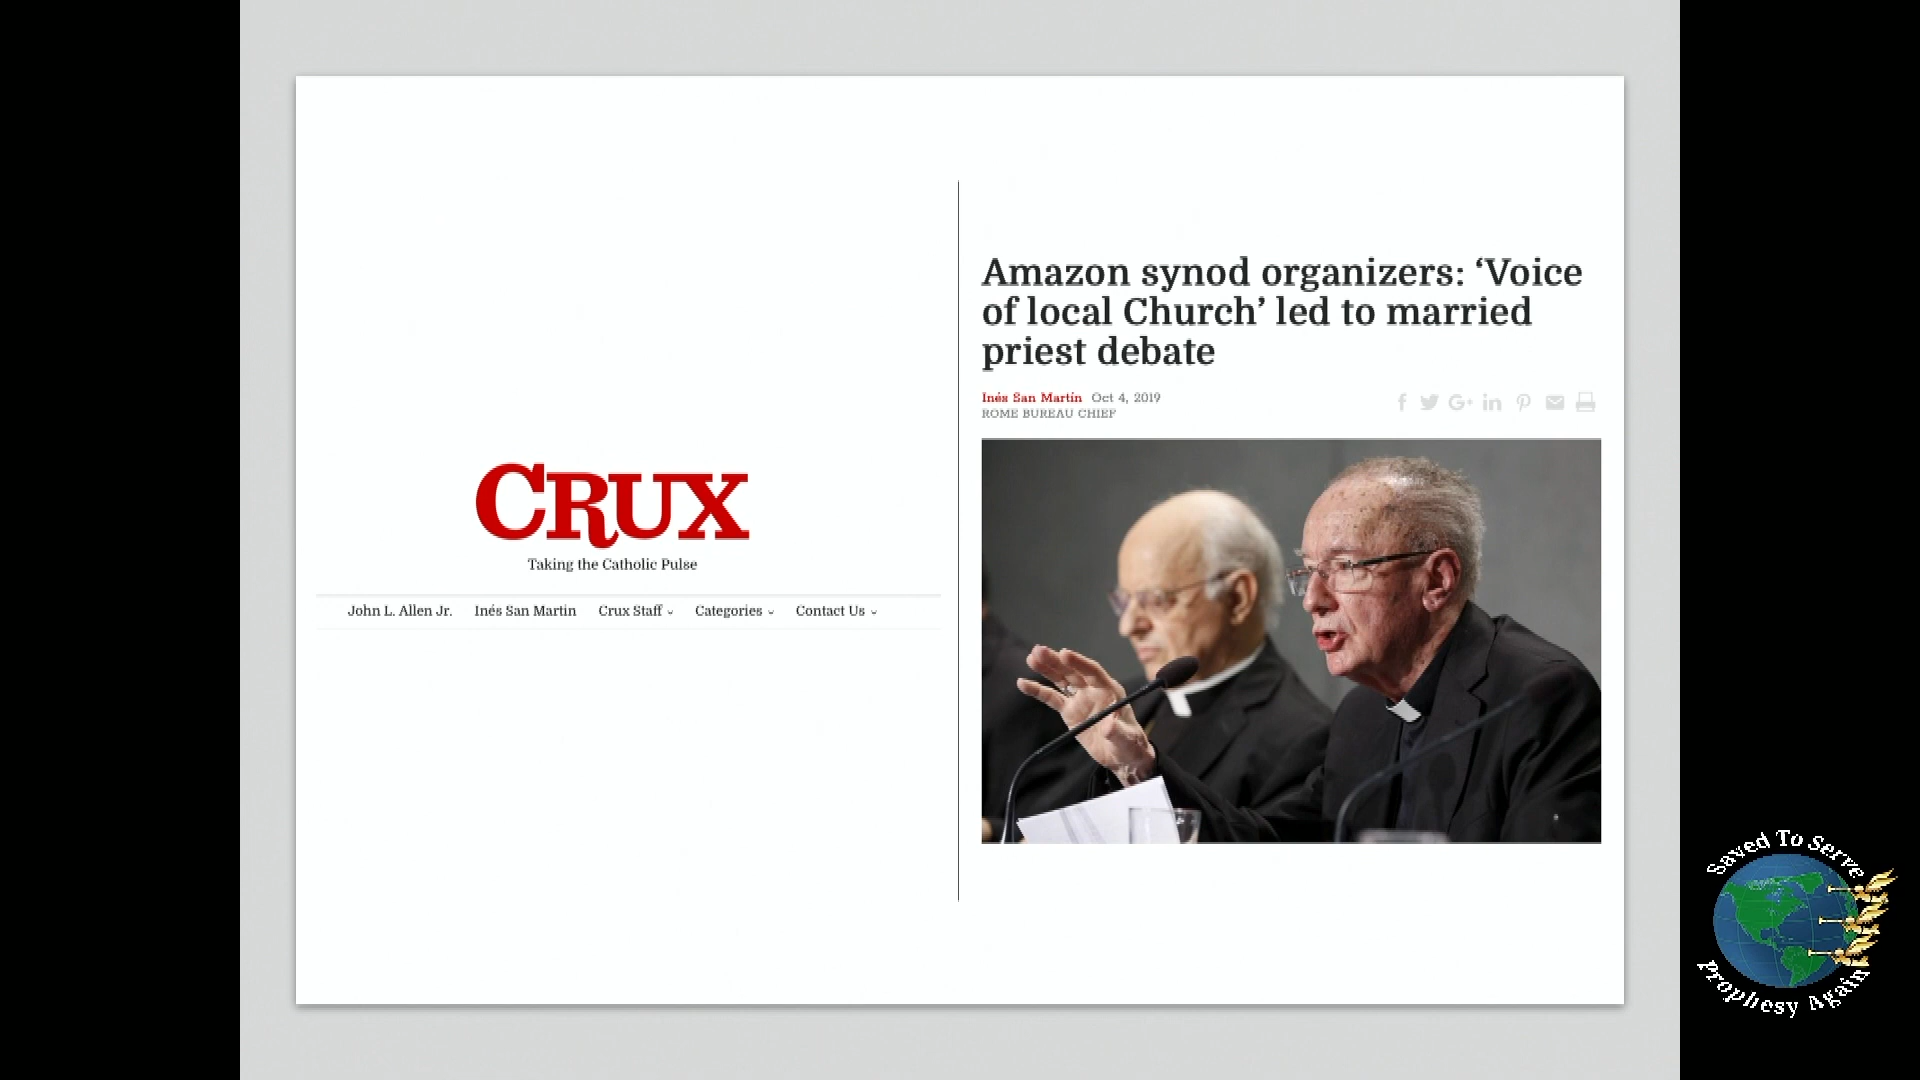 CRUX
Taking the Catholic Pulse
John L. Allen Jr. Inés San Martín Crux Staff Categories Contact Us
Amazon synod organizers: ‘Voice
of local Church’ led to married
priest debate
Inés San Martín Oct 4, 2019
ROME BUREAU CHIEF
f G+ in
Saved To Serve
Prophesy Again